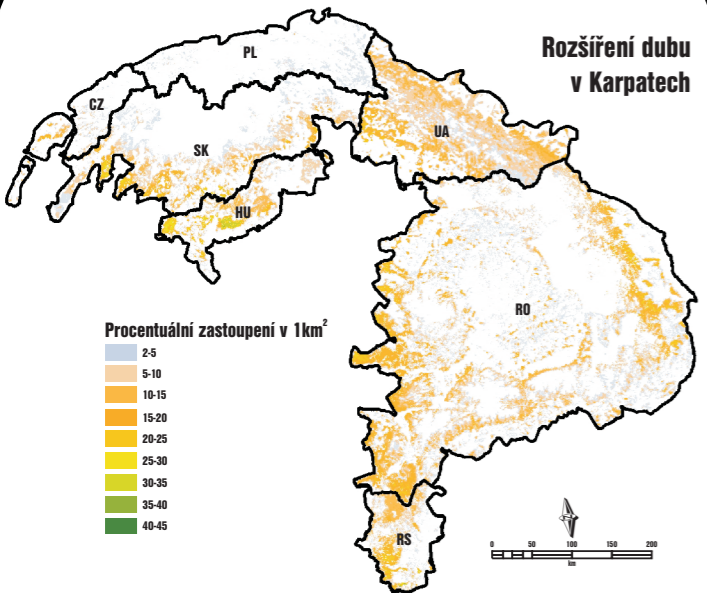 Rozšíření dubu
v Karpatech
PL
CZ
SK
UA
HU
RO
RS
Procentuální zastoupení v 1km²
2-5
5-10
10-15
15-20
20-25
25-30
30-35
35-40
40-45
0 50 100 150 200
km